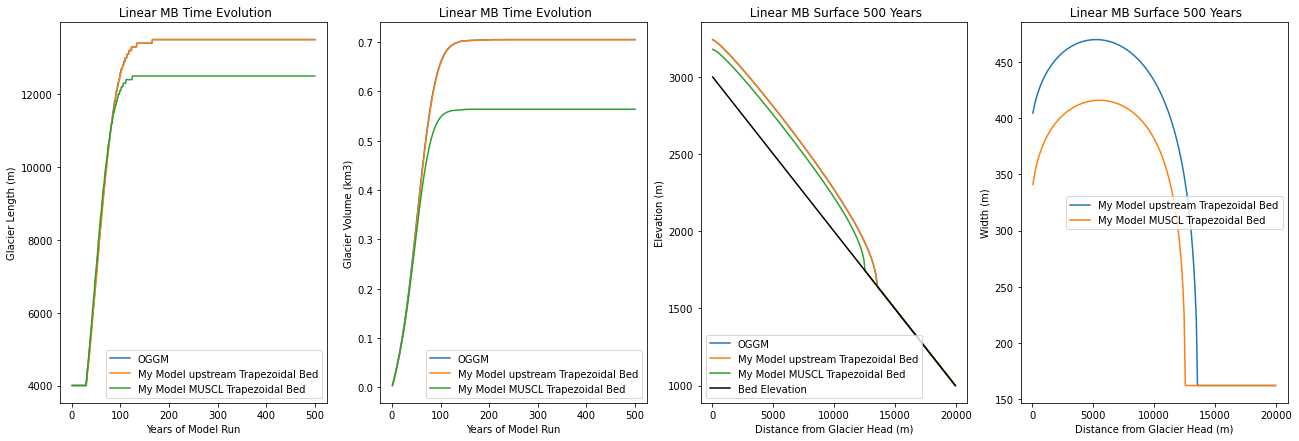 Linear MB Time Evolution
Glacier Length (m)
12000
10000
8000
6000
4000
OGGM
My Model upstream Trapezoidal Bed
My Model MUSCL Trapezoidal Bed
0 100 200 300 400 500
Years of Model Run
Linear MB Time Evolution
Glacier Volume (km3)
0.7
0.6
0.5
0.4
0.3
0.2
0.1
0.0
OGGM
My Model upstream Trapezoidal Bed
My Model MUSCL Trapezoidal Bed
0 100 200 300 400 500
Years of Model Run
Linear MB Surface 500 Years
Elevation (m)
3000
2500
2000
1500
1000
OGGM
My Model upstream Trapezoidal Bed
My Model MUSCL Trapezoidal Bed
Bed Elevation
0 5000 10000 15000 20000
Distance from Glacier Head (m)
Linear MB Surface 500 Years
Width (m)
450
400
350
300
250
200
150
My Model upstream Trapezoidal Bed
My Model MUSCL Trapezoidal Bed
0 5000 10000 15000 20000
Distance from Glacier Head (m)